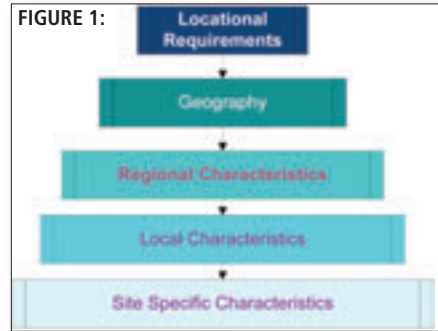 FIGURE 1:
Locational
Requirements
Geography
Regional Characteristics
Local Characteristics
Site Specific Characteristics